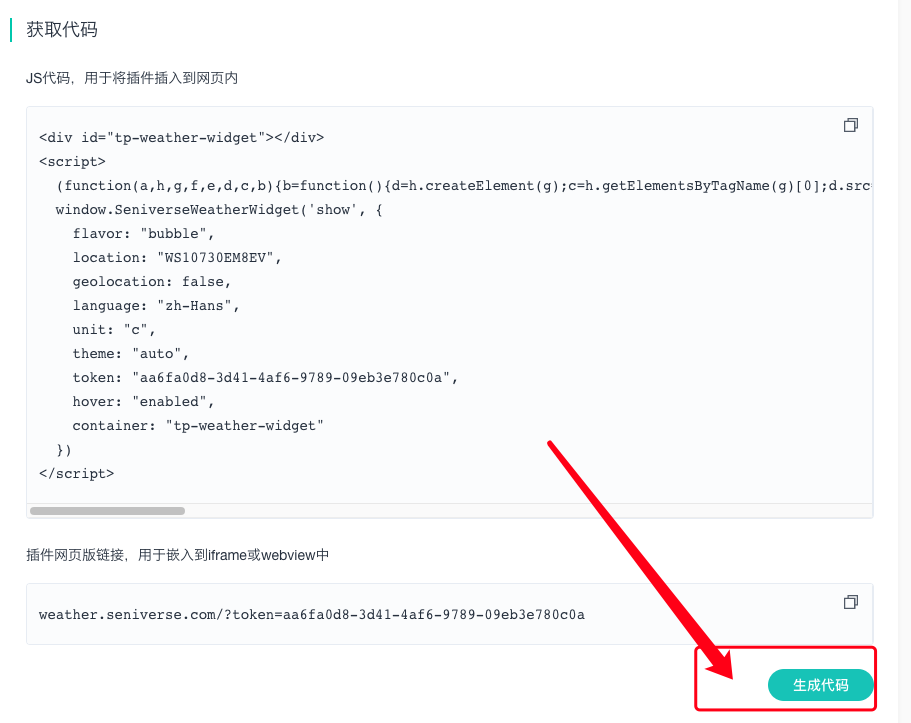 获取代码
JS代码，用于将插件插入到网页内
<div id="tp-weather-widget"></div>
<script>
  (function(a,h,g,f,e,d,c,b){b=function(){d=h.createElement(g);c=h.getElementsByTagName(g)[0];d.src=
  window.SeniverseWeatherWidget('show', {
    flavor: "bubble",
    location: "WS10730EM8EV",
    geolocation: false,
    language: "zh-Hans",
    unit: "c",
    theme: "auto",
    token: "aa6fa0d8-3d41-4af6-9789-09eb3e780c0a",
    hover: "enabled",
    container: "tp-weather-widget"
  })
</script>
插件网页版链接，用于嵌入到iframe或webview中
weather.seniverse.com/?token=aa6fa0d8-3d41-4af6-9789-09eb3e780c0a
生成代码